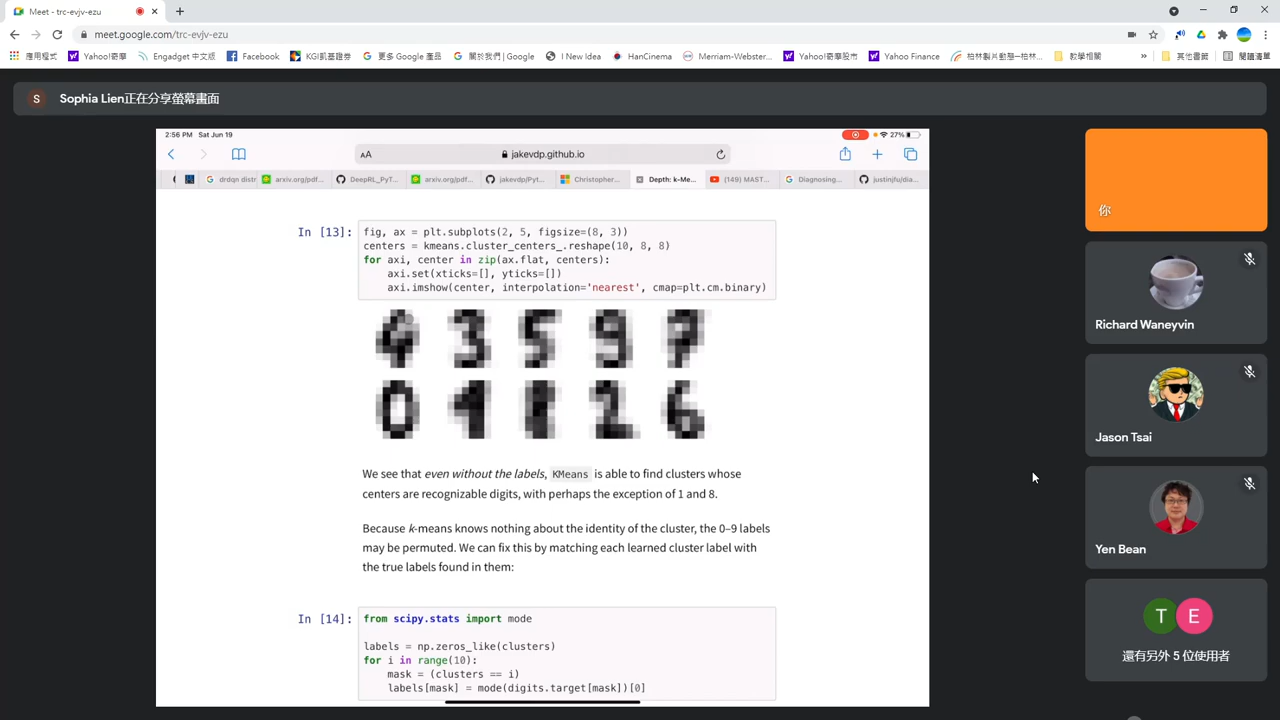 Meet - trc-evjv-ezu
meet.google.com/trc-evjv-ezu
應用程式
Yahoo!奇摩
Engadget 中文版
Facebook
KGI凱基證券
更多 Google 產品
關於我們 | Google
I New Idea
HanCinema
Merriam-Webster...
Yahoo!奇摩股市
Yahoo Finance
柏林製片動態─柏林...
教學相關
»
其他書籤
閱讀清單
S
Sophia Lien正在分享螢幕畫面
2:56 PM Sat Jun 19
27%
AA
jakevdp.github.io
drdqn distr
arxiv.org/pdf...
DeepRL_PyT...
arxiv.org/pdf...
jakevdp/Pyt...
Christopher...
Depth: k-Me...
(149) MAST...
Diagnosing...
justinjfu/dia...
In [13]:
fig, ax = plt.subplots(2, 5, figsize=(8, 3))
centers = kmeans.cluster_centers_.reshape(10, 8, 8)
for axi, center in zip(ax.flat, centers):
axi.set(xticks=[], yticks=[])
axi.imshow(center, interpolation='nearest', cmap=plt.cm.binary)
We see that even without the labels, KMeans is able to find clusters whose
centers are recognizable digits, with perhaps the exception of 1 and 8.
Because k-means knows nothing about the identity of the cluster, the 0–9 labels
may be permuted. We can fix this by matching each learned cluster label with
the true labels found in them:
In [14]:
from scipy.stats import mode
labels = np.zeros_like(clusters)
for i in range(10):
mask = (clusters == i)
labels[mask] = mode(digits.target[mask])[0]
你
Richard Waneyvin
Jason Tsai
Yen Bean
T
E
還有另外 5 位使用者